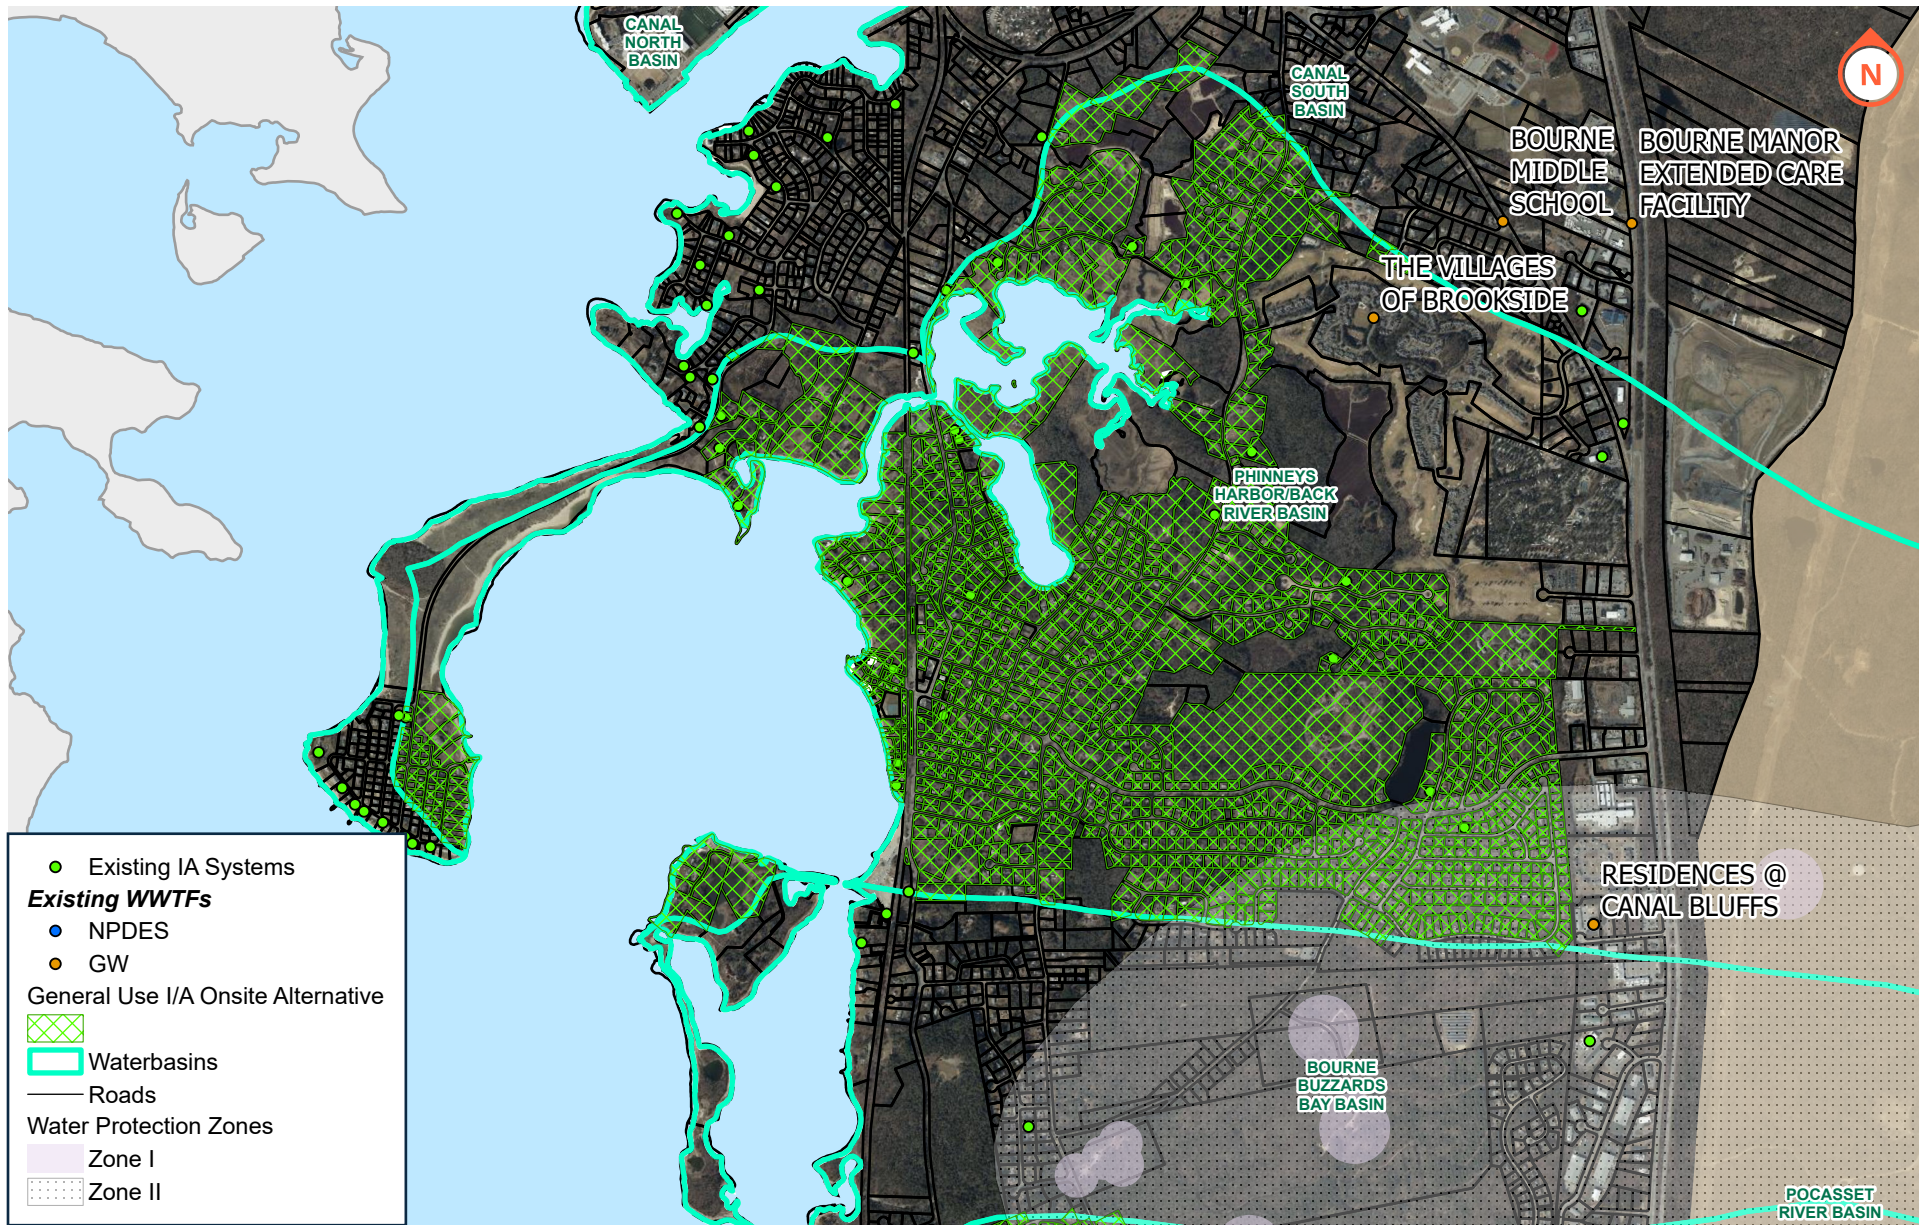 CANAL
NORTH
BASIN
CANAL
SOUTH
BASIN
N
BOURNE
MIDDLE
SCHOOL
BOURNE MANOR
EXTENDED CARE
FACILITY
THE VILLAGES
OF BROOKSIDE
PHINNEYS
HARBOR/BACK
RIVER BASIN
RESIDENCES @
CANAL BLUFFS
BOURNE
BUZZARDS
BAY BASIN
POCASSET
RIVER BASIN
Existing IA Systems
Existing WWTFs
NPDES
GW
General Use I/A Onsite Alternative
Waterbasins
Roads
Water Protection Zones
Zone I
Zone II